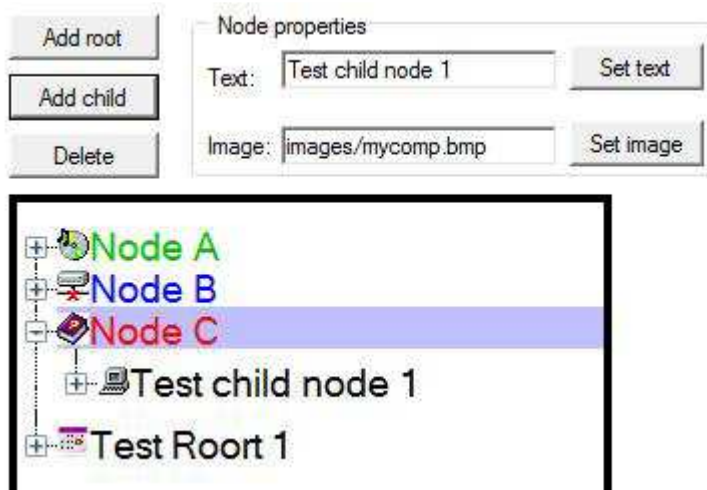 Add root
Add child
Delete
Node properties
Text: Test child node 1 Set text
Image: images/mycomp.bmp Set image
Node A
Node B
Node C
Test child node 1
Test Roort 1